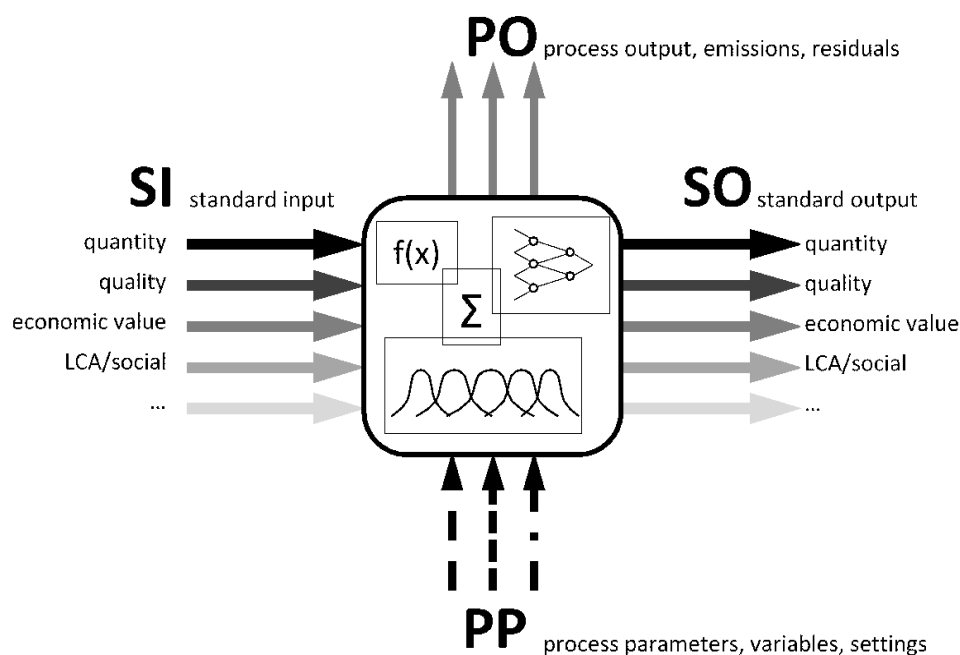 PO process output, emissions, residuals
SI standard input
SO standard output
quantity
quality
economic value
LCA/social
...
f(x)
Σ
quantity
quality
economic value
LCA/social
...
PP process parameters, variables, settings